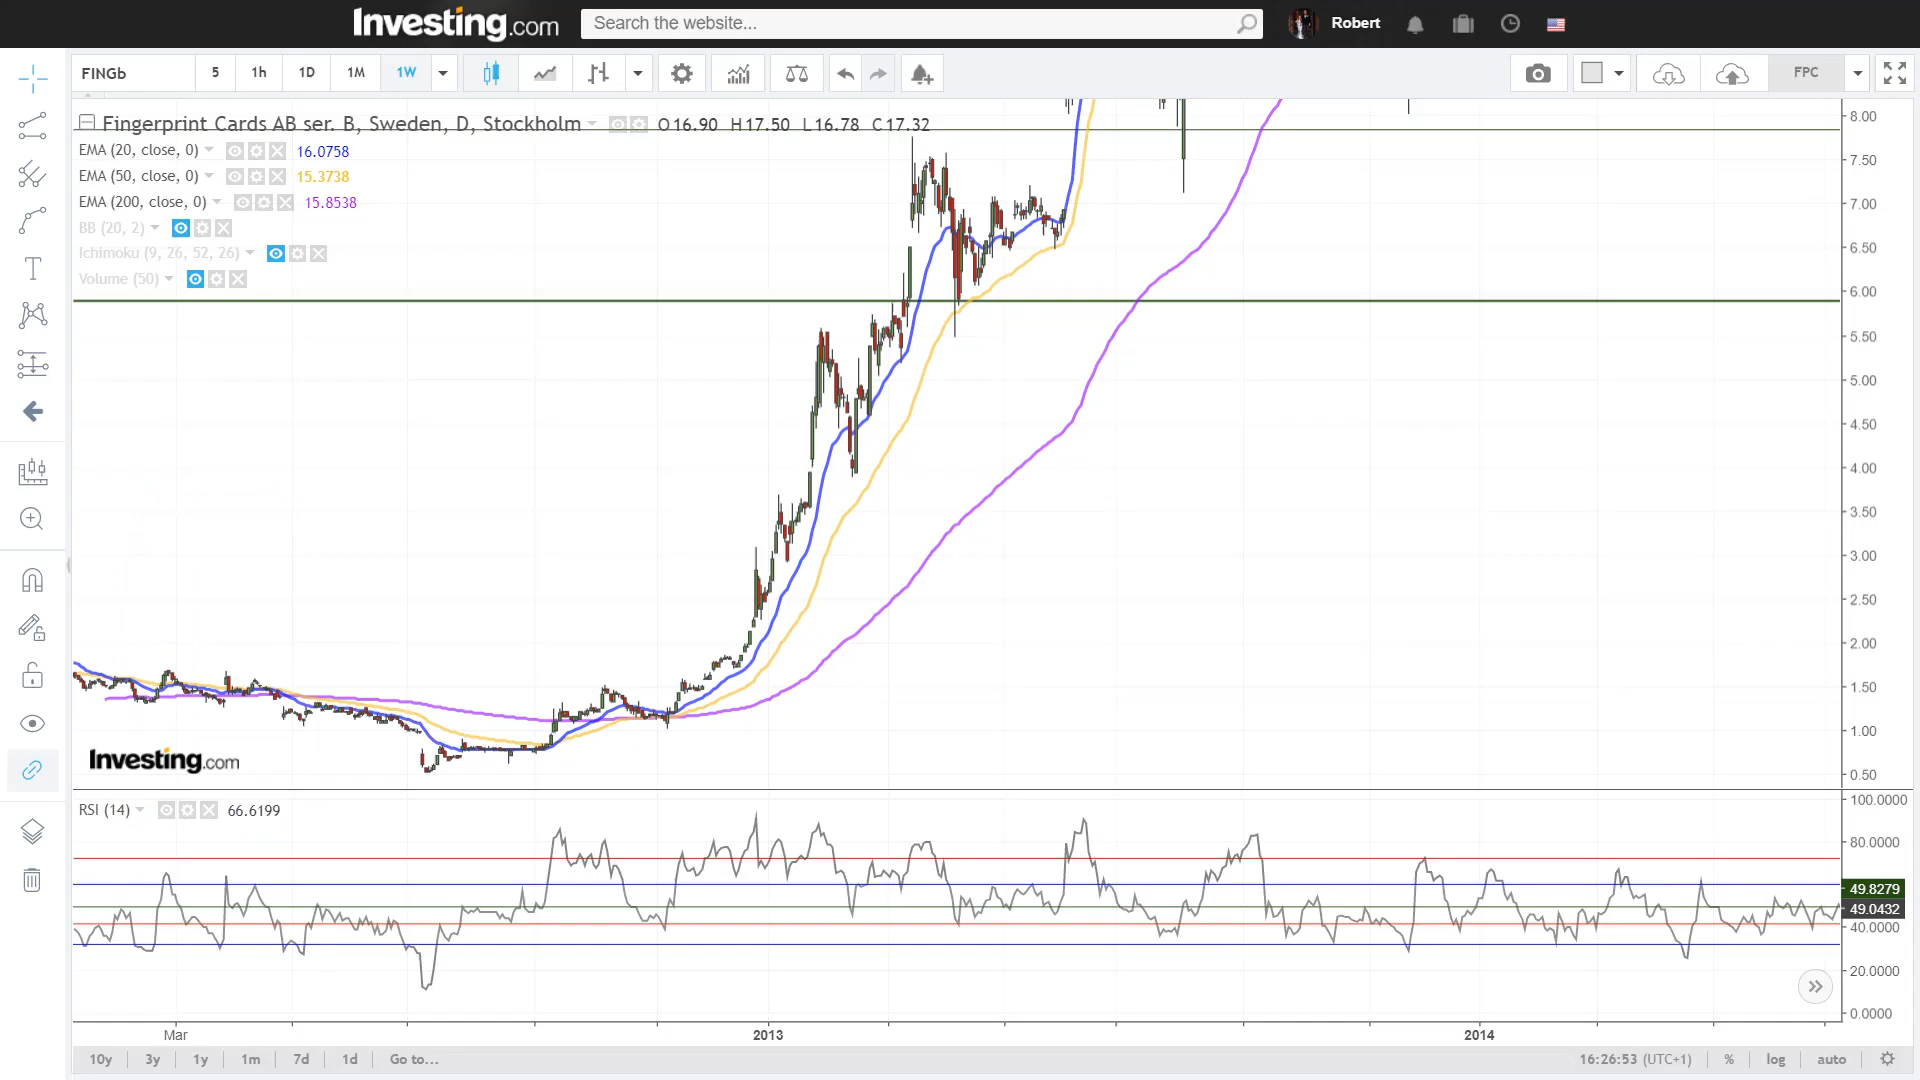 Investing.com
Search the website...
Robert
FINGb
5
1h
1D
1M
1W
FPC
Fingerprint Cards AB ser. B, Sweden, D, Stockholm
O16.90 H17.50 L16.78 C17.32
EMA (20, close, 0)
16.0758
EMA (50, close, 0)
15.3738
EMA (200, close, 0)
15.8538
BB (20, 2)
Ichimoku (9, 26, 52, 26)
Volume (50)
8.00
7.50
7.00
6.50
6.00
5.50
5.00
4.50
4.00
3.50
3.00
2.50
2.00
1.50
1.00
0.50
Investing.com
RSI (14)
66.6199
100.0000
80.0000
49.8279
49.0432
40.0000
20.0000
0.0000
Mar
2013
2014
10y
3y
1y
1m
7d
1d
Go to...
16:26:53 (UTC+1)
%
log
auto